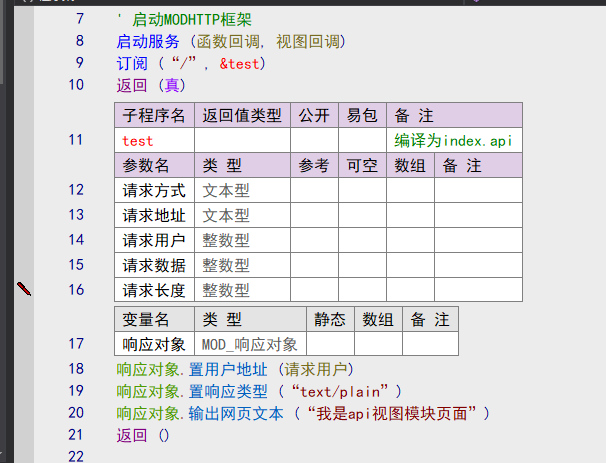 7 ' 启动MODHTTP框架
8 启动服务 (函数回调, 视图回调)
9 订阅 (“/”, &test)
10 返回 (真)
子程序名 返回值类型 公开 易包 备 注
11 test 编译为index.api
参数名 类 型 参考 可空 数组 备 注
12 请求方式 文本型
13 请求地址 文本型
14 请求用户 整数型
15 请求数据 整数型
16 请求长度 整数型
变量名 类 型 静态 数组 备 注
17 响应对象 MOD_响应对象
18 响应对象.置用户地址 (请求用户)
19 响应对象.置响应类型 (“text/plain”)
20 响应对象.输出网页文本 (“我是api视图模块页面”)
21 返回 ()
22